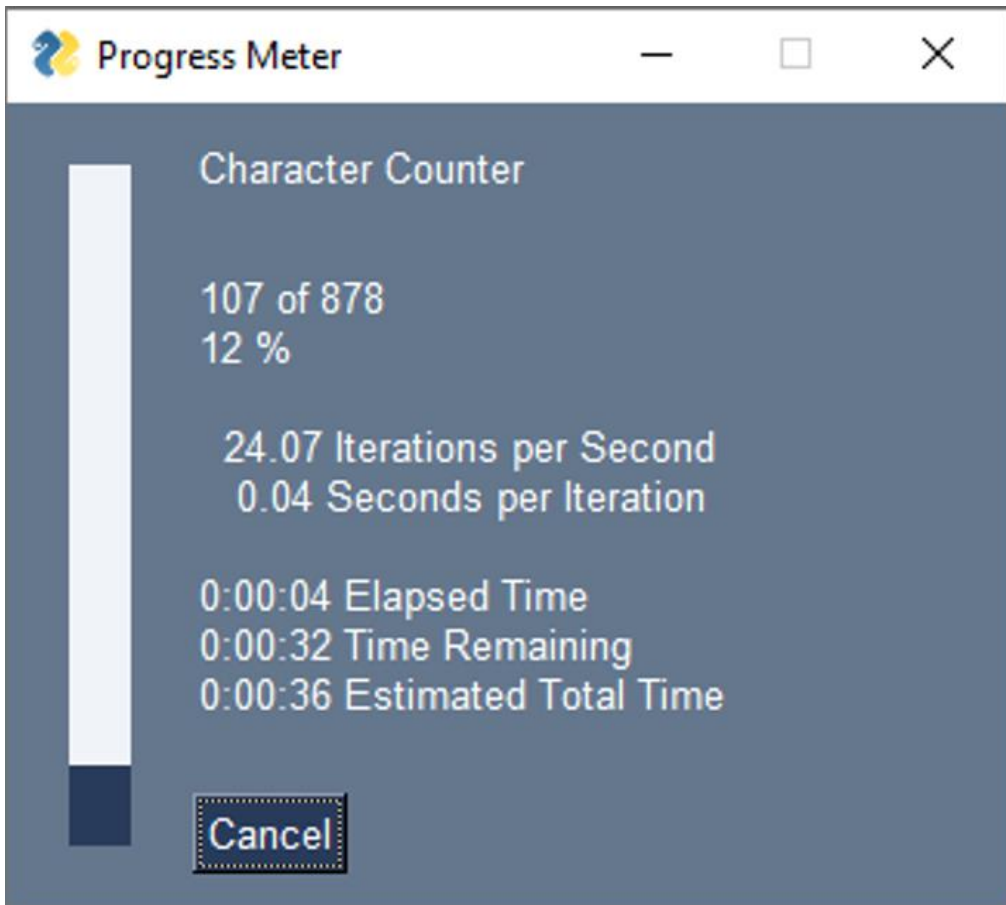 Progress Meter
Character Counter
107 of 878
12 %
24.07 Iterations per Second
0.04 Seconds per Iteration
0:00:04 Elapsed Time
0:00:32 Time Remaining
0:00:36 Estimated Total Time
Cancel